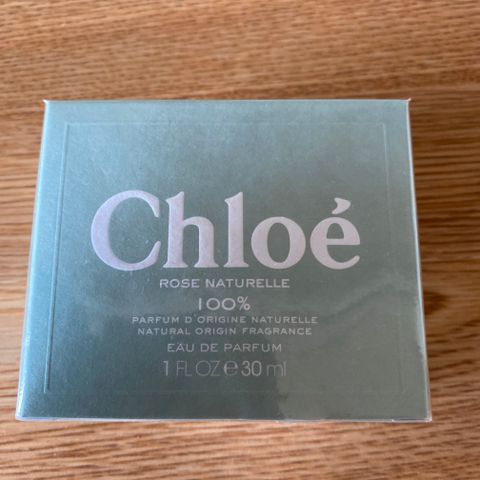 Chloé
ROSE NATURELLE
100%
PARFUM D'ORIGINE NATURELLE
NATURAL ORIGIN FRAGRANCE
EAU DE PARFUM
1 FL OZ ℮ 30 ml